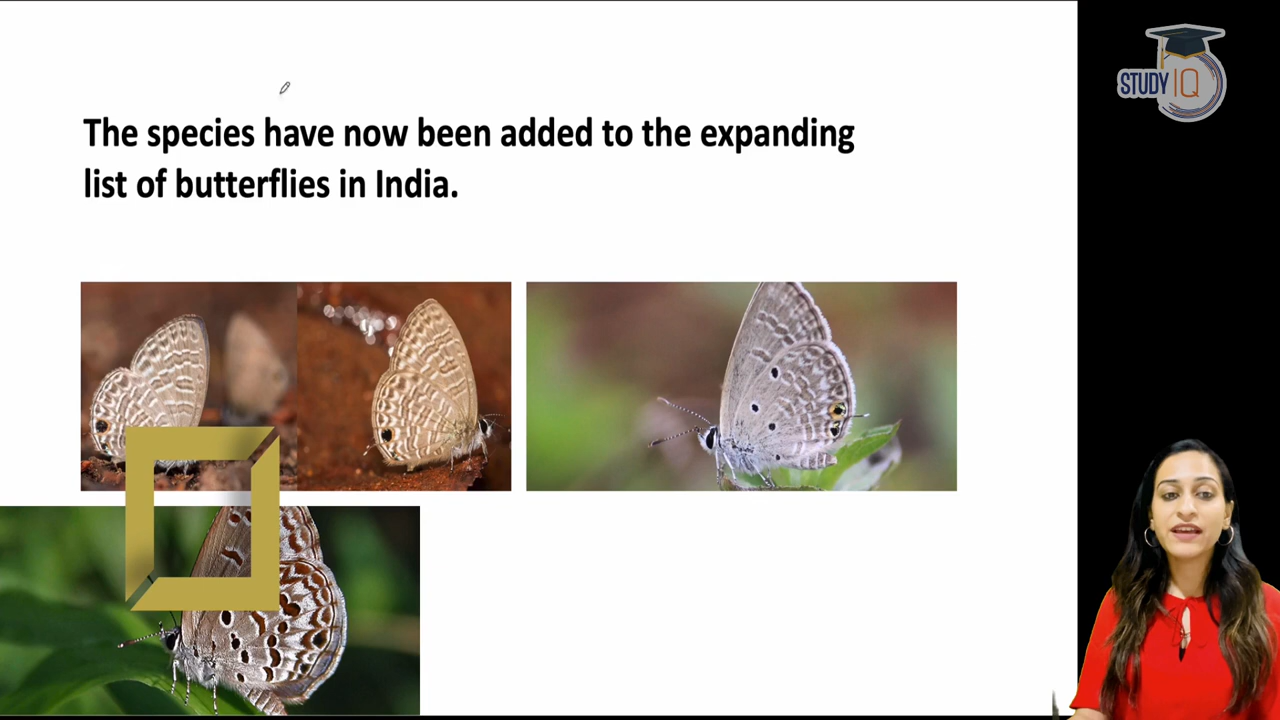 The species have now been added to the expanding
list of butterflies in India.
STUDY IQ